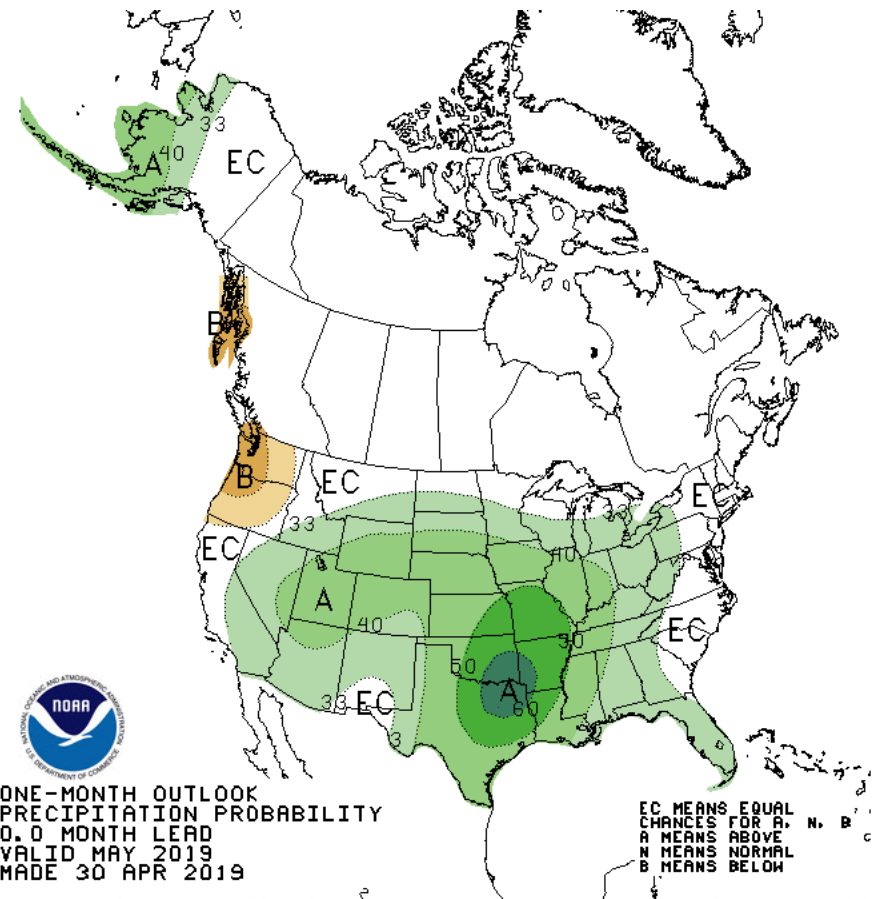 33
A 40
EC
B
B
EC
EC
33
EC
33
40
A
40
EC
50
50
A
60
33
EC
3
NATIONAL OCEANIC AND ATMOSPHERIC ADMINISTRATION
NOAA
U.S. DEPARTMENT OF COMMERCE
ONE-MONTH OUTLOOK
PRECIPITATION PROBABILITY
0.0 MONTH LEAD
VALID MAY 2019
MADE 30 APR 2019
EC MEANS EQUAL
CHANCES FOR A, N, B
A MEANS ABOVE
N MEANS NORMAL
B MEANS BELOW